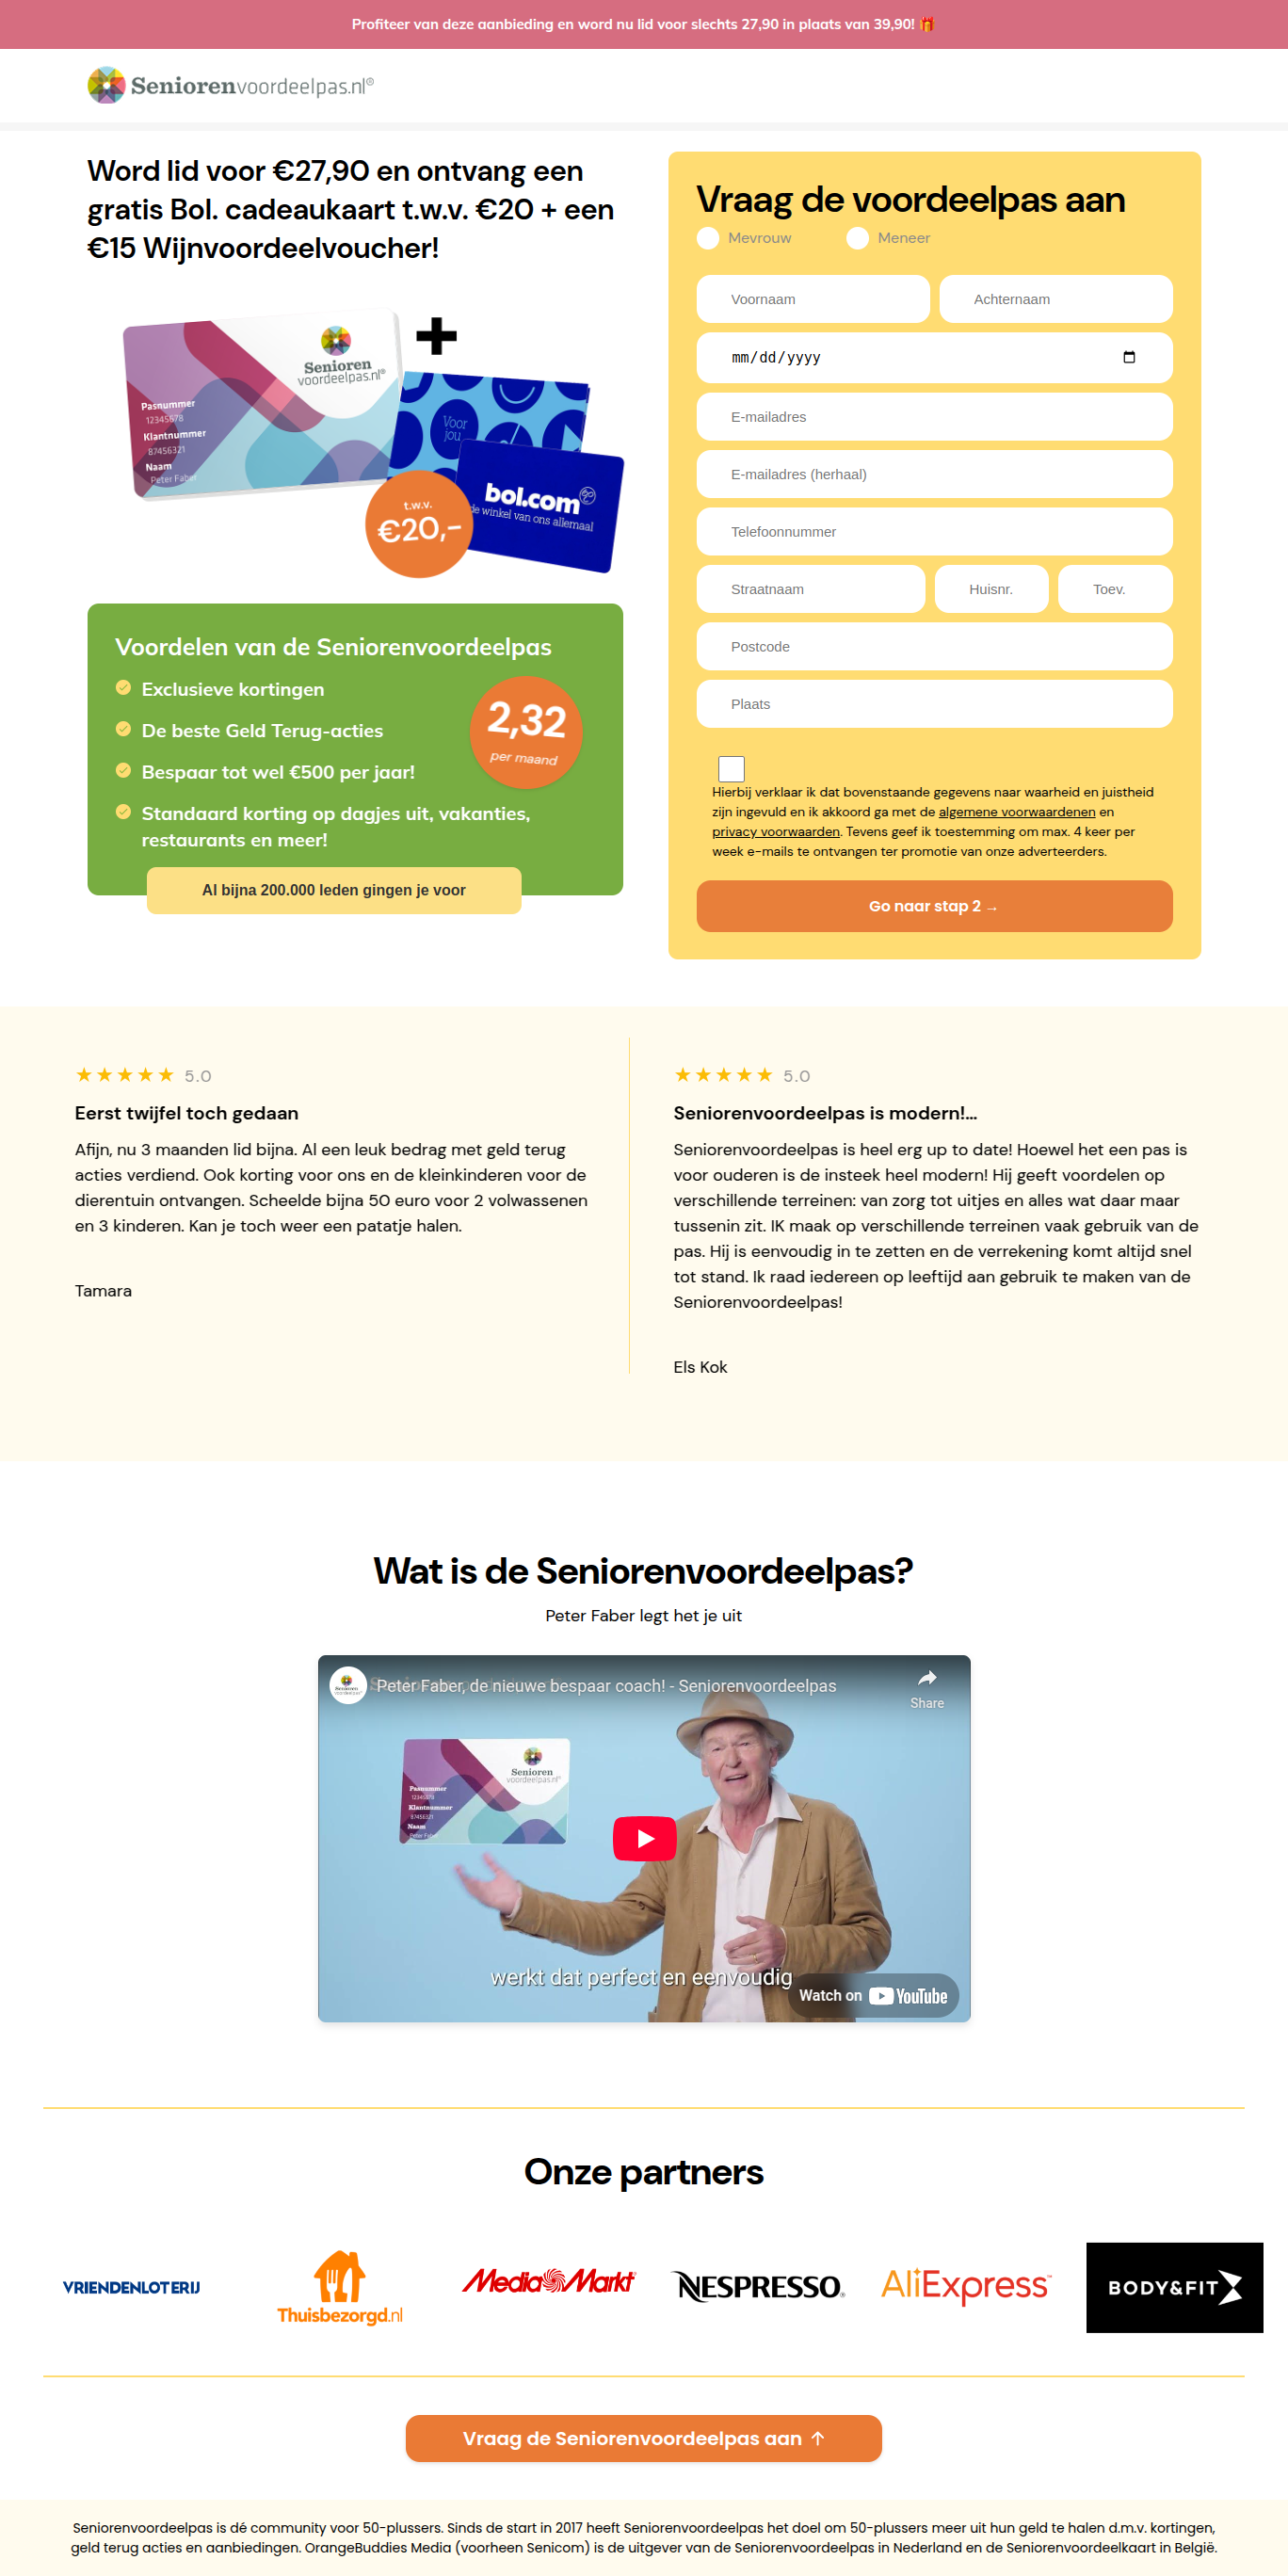 Profiteer van deze aanbieding en word nu lid voor slechts 27,90 in plaats van 39,90! 🎁
Seniorenvoordeelpas.nl®
Word lid voor €27,90 en ontvang een
gratis Bol. cadeaukaart t.w.v. €20 + een
€15 Wijnvoordeelvoucher!
+
Senioren
voordeelpas.nl®
Pasnummer
12345678
Klantnummer
87456321
Naam
Peter Faber
Voor
jou
bol.com
de winkel van ons allemaal
t.w.v.
€20,-
Voordelen van de Seniorenvoordeelpas
Exclusieve kortingen
De beste Geld Terug-acties
Bespaar tot wel €500 per jaar!
Standaard korting op dagjes uit, vakanties,
restaurants en meer!
2,32
per maand
Al bijna 200.000 leden gingen je voor
Vraag de voordeelpas aan
Mevrouw Meneer
Voornaam Achternaam
mm/dd/yyyy
E-mailadres
E-mailadres (herhaal)
Telefoonnummer
Straatnaam Huisnr. Toev.
Postcode
Plaats
Hierbij verklaar ik dat bovenstaande gegevens naar waarheid en juistheid
zijn ingevuld en ik akkoord ga met de algemene voorwaardenen en
privacy voorwaarden. Tevens geef ik toestemming om max. 4 keer per
week e-mails te ontvangen ter promotie van onze adverteerders.
Go naar stap 2 →
★★★★★ 5.0
Eerst twijfel toch gedaan
Afijn, nu 3 maanden lid bijna. Al een leuk bedrag met geld terug
acties verdiend. Ook korting voor ons en de kleinkinderen voor de
dierentuin ontvangen. Scheelde bijna 50 euro voor 2 volwassenen
en 3 kinderen. Kan je toch weer een patatje halen.
Tamara
★★★★★ 5.0
Seniorenvoordeelpas is modern!...
Seniorenvoordeelpas is heel erg up to date! Hoewel het een pas is
voor ouderen is de insteek heel modern! Hij geeft voordelen op
verschillende terreinen: van zorg tot uitjes en alles wat daar maar
tussenin zit. IK maak op verschillende terreinen vaak gebruik van de
pas. Hij is eenvoudig in te zetten en de verrekening komt altijd snel
tot stand. Ik raad iedereen op leeftijd aan gebruik te maken van de
Seniorenvoordeelpas!
Els Kok
Wat is de Seniorenvoordeelpas?
Peter Faber legt het je uit
Peter Faber, de nieuwe bespaar coach! - Seniorenvoordeelpas
Share
Senioren
voordeelpas.nl®
Pasnummer
12345678
Klantnummer
87456321
Naam
Peter Faber
werkt dat perfect en eenvoudig
Watch on YouTube
Onze partners
VRIENDENLOTERIJ
Thuisbezorgd.nl
MediaMarkt
NESPRESSO®
AliExpress™
BODY&FIT
Vraag de Seniorenvoordeelpas aan ↑
Seniorenvoordeelpas is dé community voor 50-plussers. Sinds de start in 2017 heeft Seniorenvoordeelpas het doel om 50-plussers meer uit hun geld te halen d.m.v. kortingen,
geld terug acties en aanbiedingen. OrangeBuddies Media (voorheen Senicom) is de uitgever van de Seniorenvoordeelpas in Nederland en de Seniorenvoordeelkaart in België.